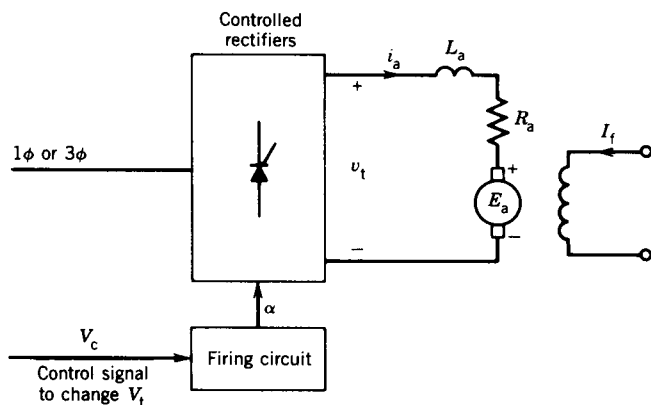 Controlled
rectifiers
i_a
L_a
+
R_a
1ϕ or 3ϕ
v_t
I_f
+
E_a
−
−
α
V_c
Firing circuit
Control signal
to change V_t